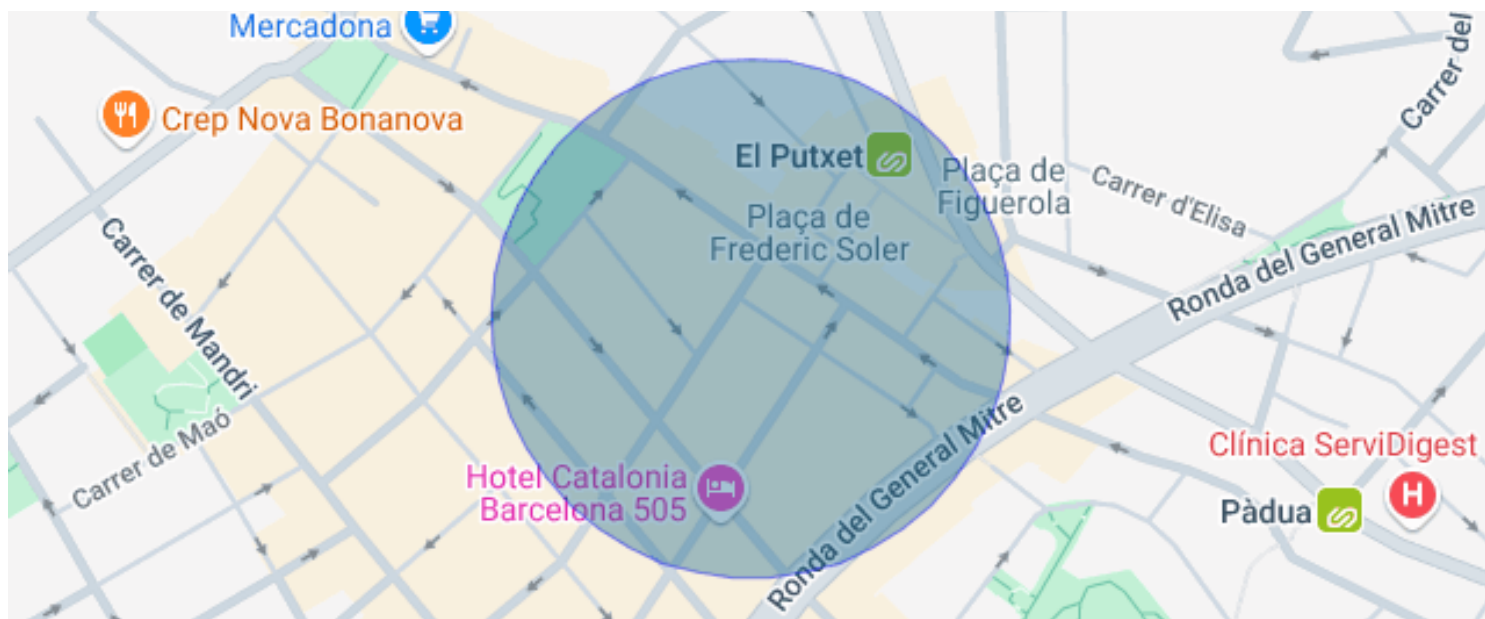 Mercadona
Crep Nova Bonanova
El Putxet
Plaça de
Figuerola
Plaça de
Frederic Soler
Carrer d'Elisa
Carrer del
Ronda del General Mitre
Carrer de Mandri
Carrer de Maó
Hotel Catalonia
Barcelona 505
Ronda del General Mitre
Clínica ServiDigest
H
Pàdua